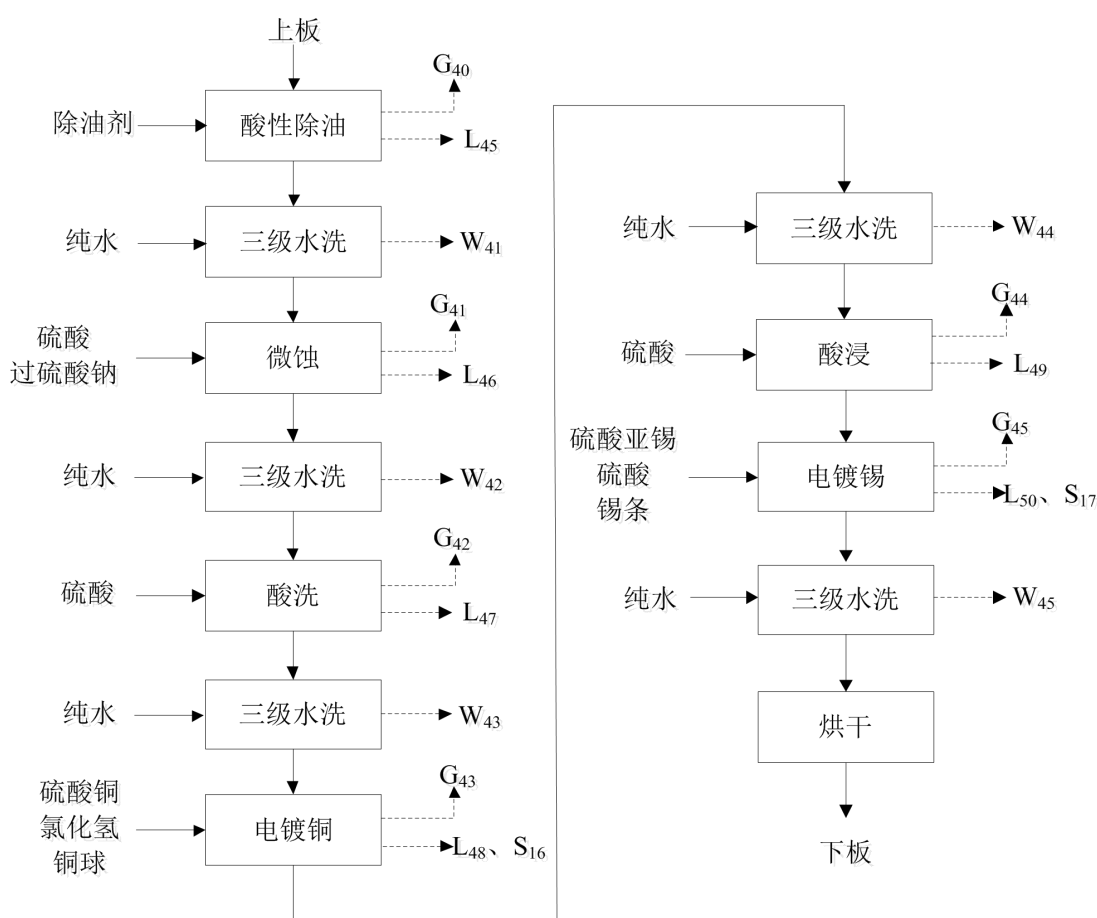 上板
G40
除油剂
酸性除油
L45
纯水
三级水洗
W41
G41
硫酸
过硫酸钠
微蚀
L46
纯水
三级水洗
W42
G42
硫酸
酸洗
L47
纯水
三级水洗
W43
G43
硫酸铜
氯化氢
铜球
电镀铜
L48、S16
纯水
三级水洗
W44
G44
硫酸
酸浸
L49
G45
硫酸亚锡
硫酸
锡条
电镀锡
L50、S17
纯水
三级水洗
W45
烘干
下板